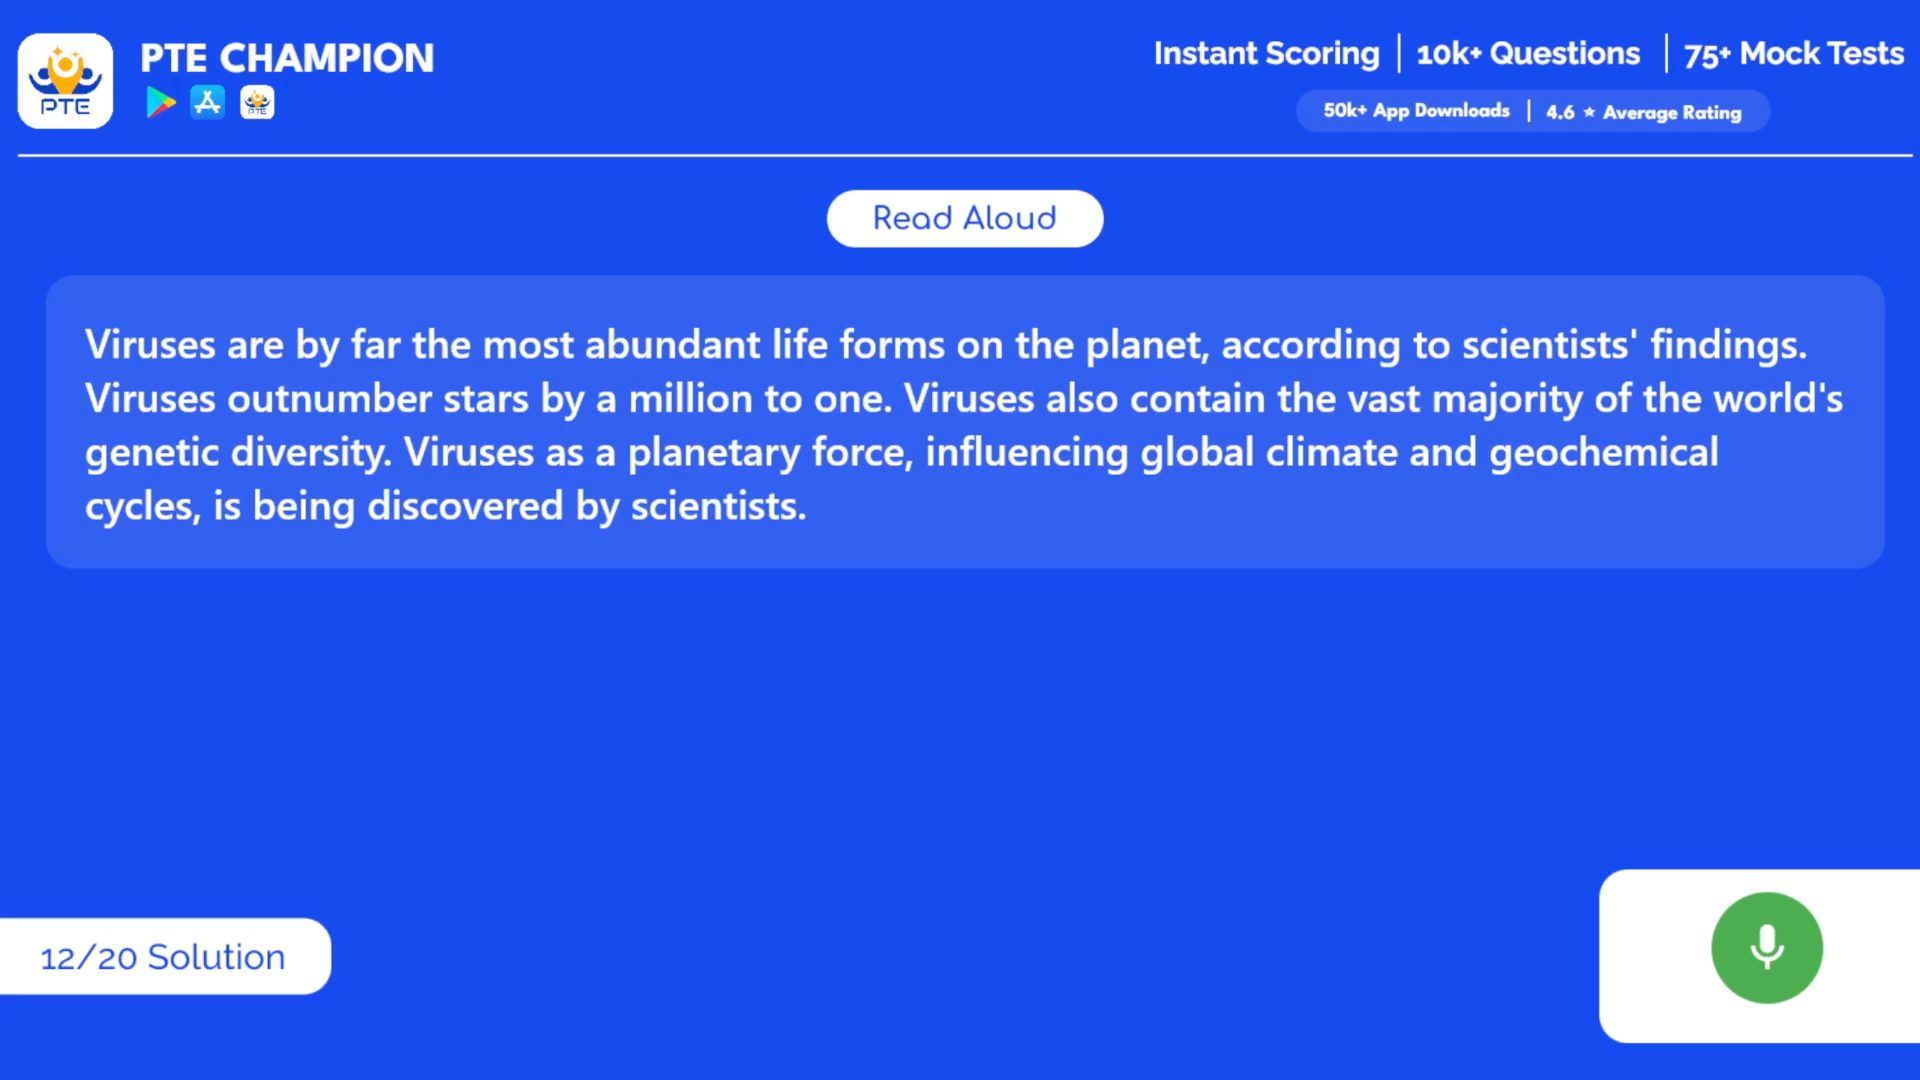 PTE
PTE CHAMPION
PTE
Instant Scoring | 10k+ Questions | 75+ Mock Tests
50k+ App Downloads | 4.6 ★ Average Rating
Read Aloud
Viruses are by far the most abundant life forms on the planet, according to scientists' findings.
Viruses outnumber stars by a million to one. Viruses also contain the vast majority of the world's
genetic diversity. Viruses as a planetary force, influencing global climate and geochemical
cycles, is being discovered by scientists.
12/20 Solution